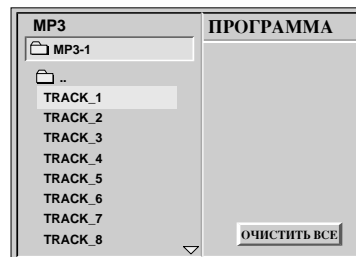 MP3
MP3-1
..
TRACK_1
TRACK_2
TRACK_3
TRACK_4
TRACK_5
TRACK_6
TRACK_7
TRACK_8
ПРОГРАММА
ОЧИСТИТЬ ВСЕ